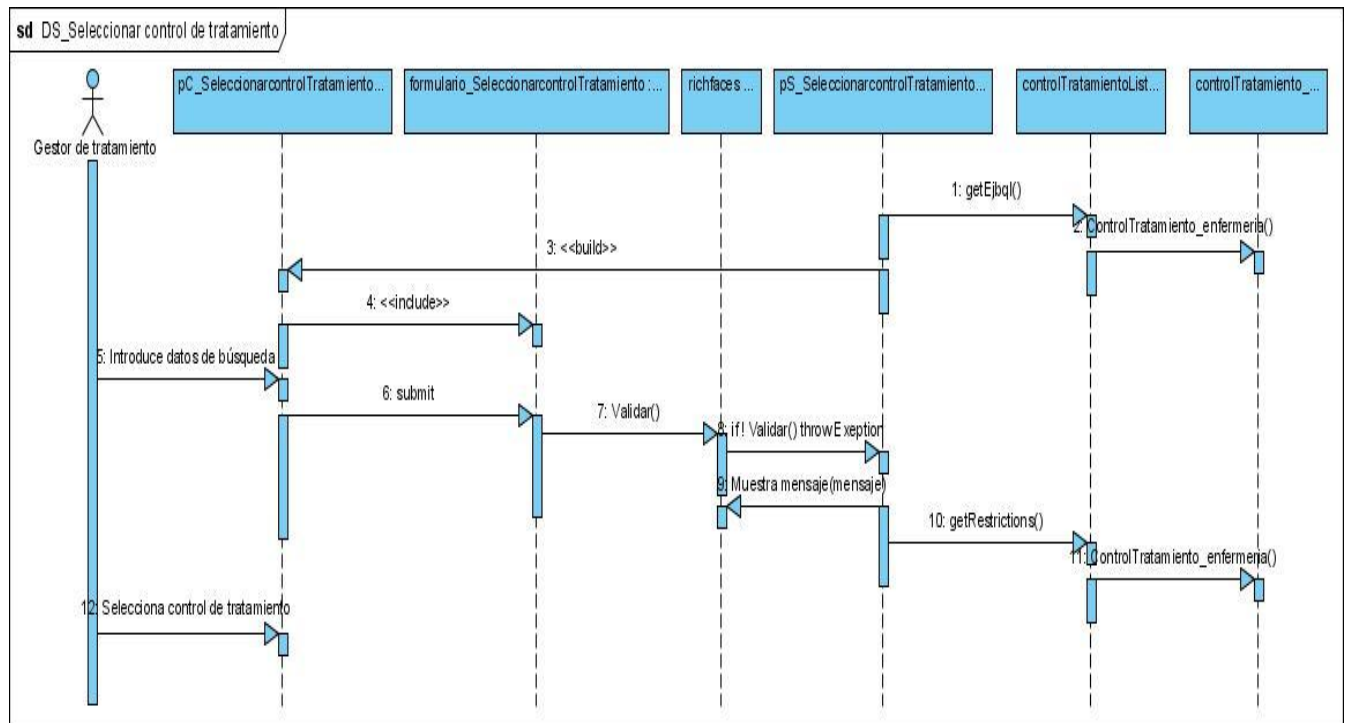 sd DS_Seleccionar control de tratamiento
pC_SeleccionarcontrolTratamiento...
formulario_SeleccionarcontrolTratamiento :...
richfaces ...
pS_SeleccionarcontrolTratamiento...
controlTratamientoList...
controlTratamiento_...
Gestor de tratamiento
1: getEjbql()
2: ControlTratamiento_enfermeria()
3: <<build>>
4: <<include>>
5: Introduce datos de búsqueda
6: submit
7: Validar()
8: if ! Validar() throwExeption
9: Muestra mensaje(mensaje)
10: getRestrictions()
11: ControlTratamiento_enfermeria()
12: Selecciona control de tratamiento